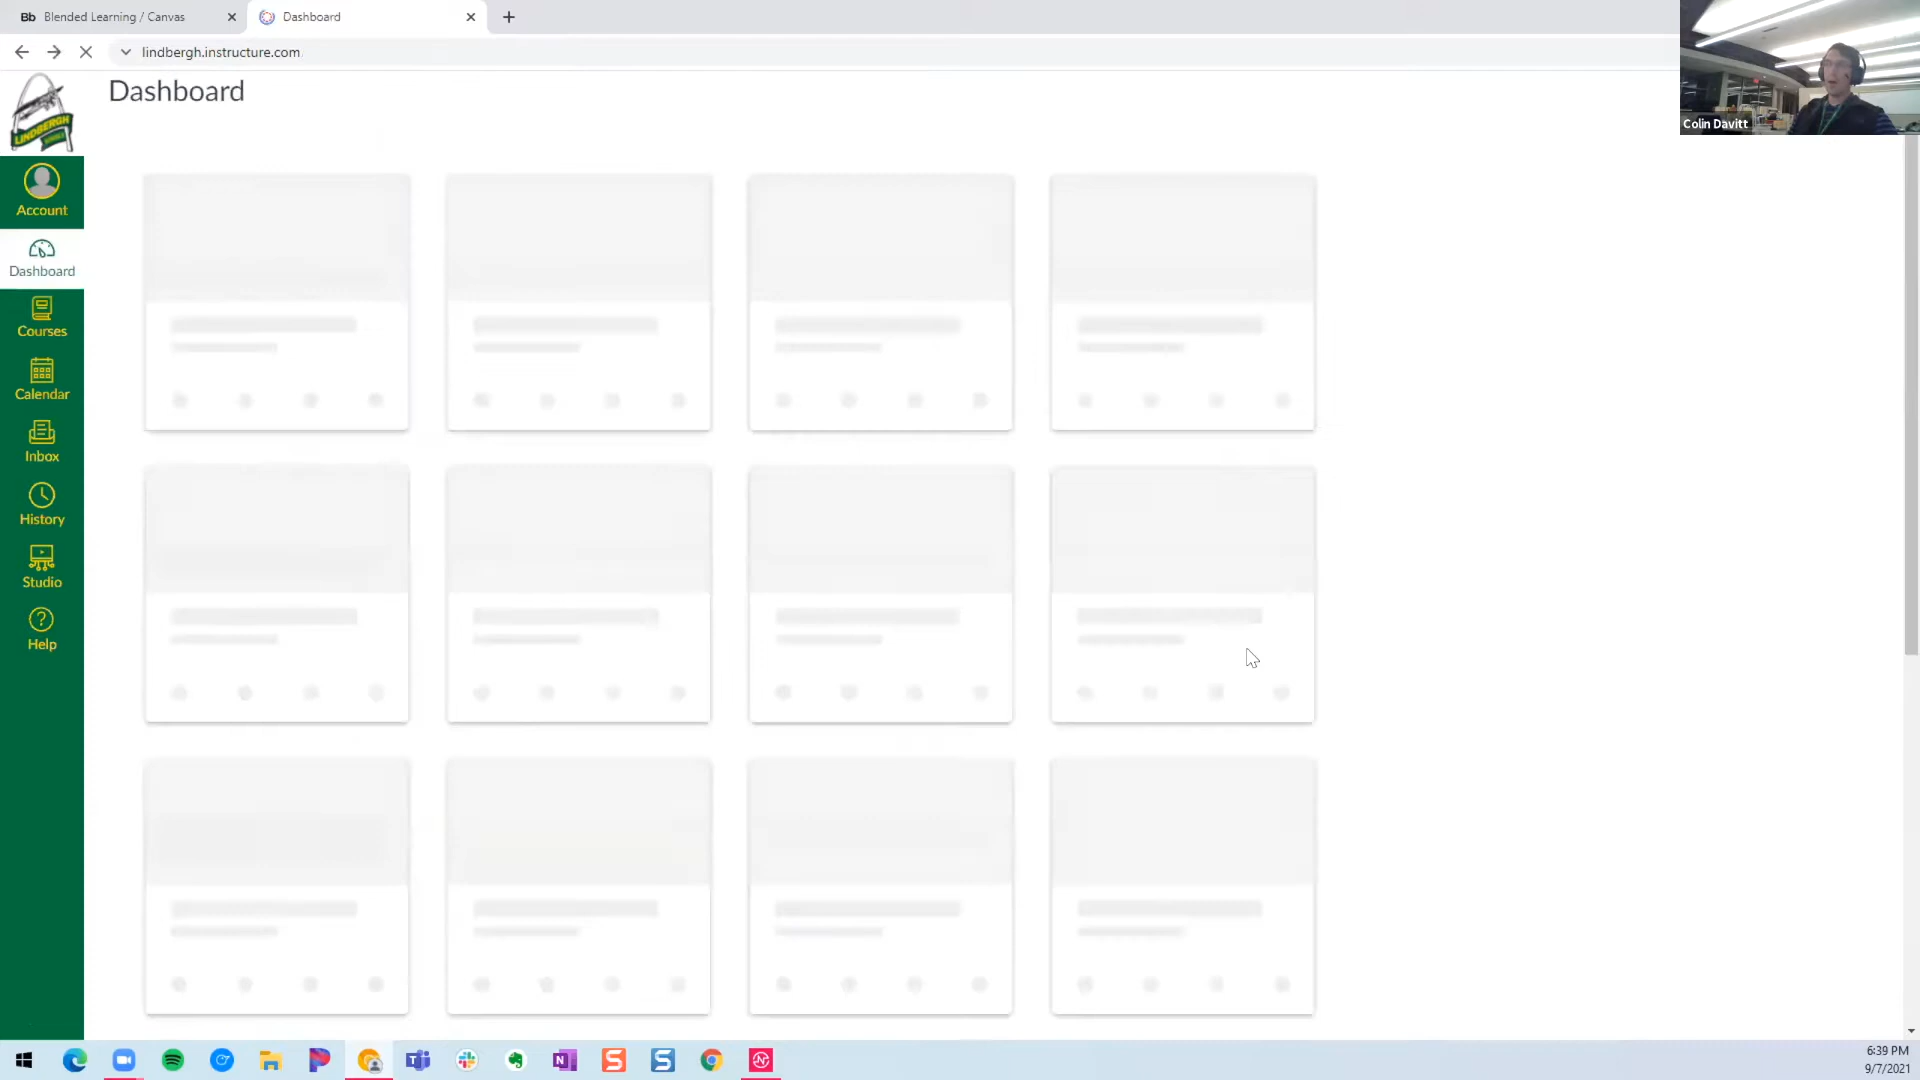 Bb Blended Learning / Canvas
Dashboard
lindbergh.instructure.com
Colin Davitt
LINDBERGH
Dashboard
Account
Dashboard
Courses
Calendar
Inbox
History
Studio
Help
6:39 PM
9/7/2021